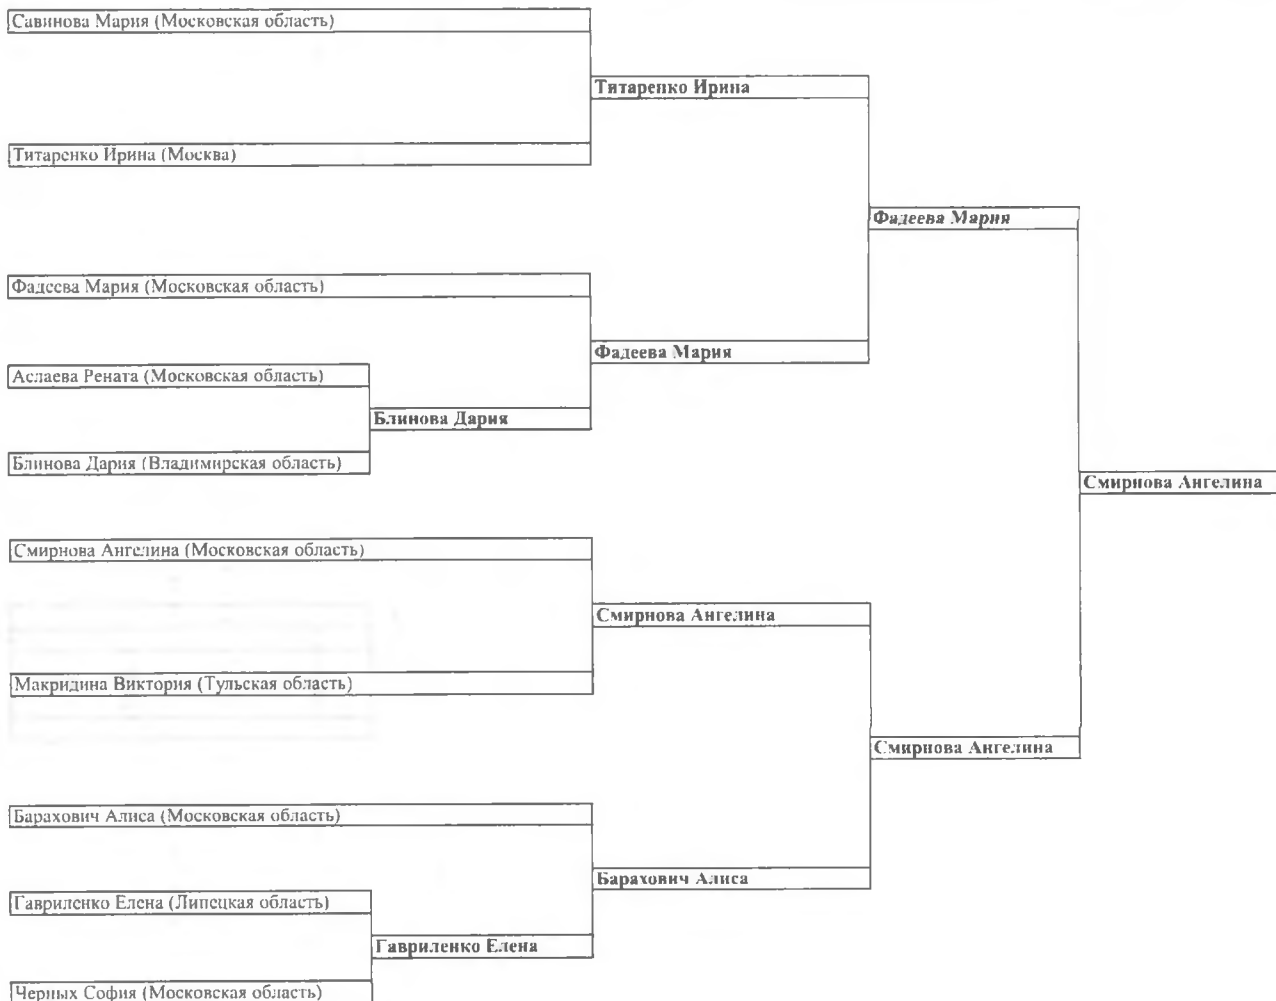 Савинова Мария (Московская область)
Титаренко Ирина
Титаренко Ирина (Москва)
Фадеева Мария
Фадеева Мария (Московская область)
Фадеева Мария
Аслаева Рената (Московская область)
Блинова Дария
Блинова Дария (Владимирская область)
Смирнова Ангелина
Смирнова Ангелина (Московская область)
Смирнова Ангелина
Макридина Виктория (Тульская область)
Смирнова Ангелина
Барахович Алиса (Московская область)
Барахович Алиса
Гавриленко Елена (Липецкая область)
Гавриленко Елена
Черных София (Московская область)